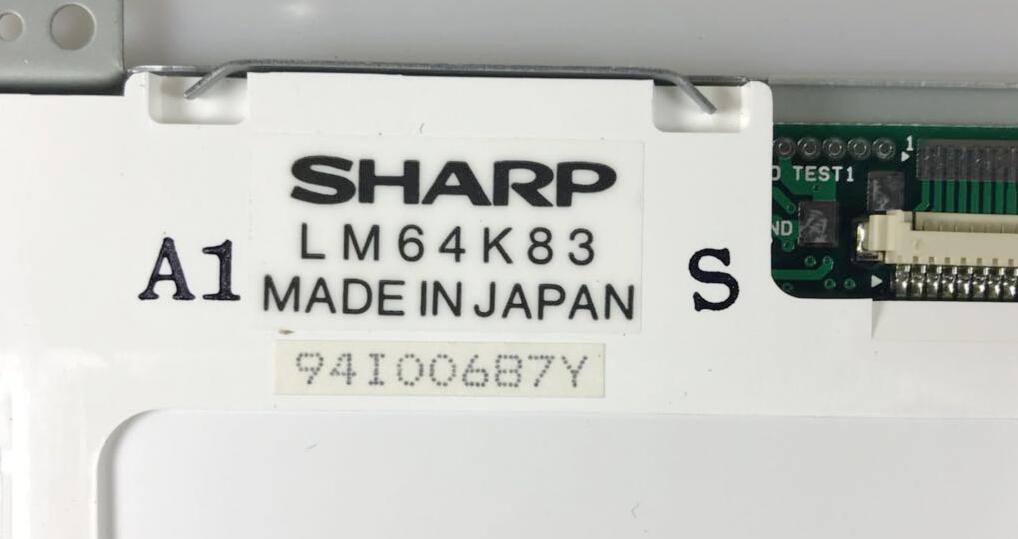 SHARP
LM64K83
A1
S
MADE IN JAPAN
94I00687Y
1
TEST1
ND